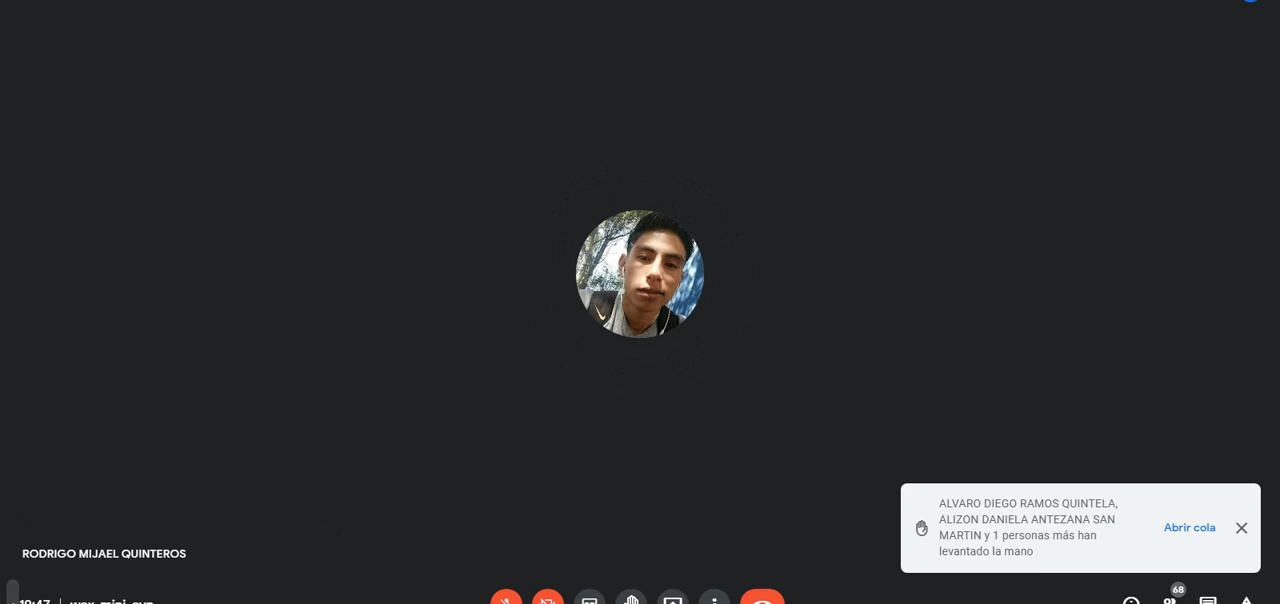 ALVARO DIEGO RAMOS QUINTELA,
ALIZON DANIELA ANTEZANA SAN
MARTIN y 1 personas más han
levantado la mano
Abrir cola
RODRIGO MIJAEL QUINTEROS
68